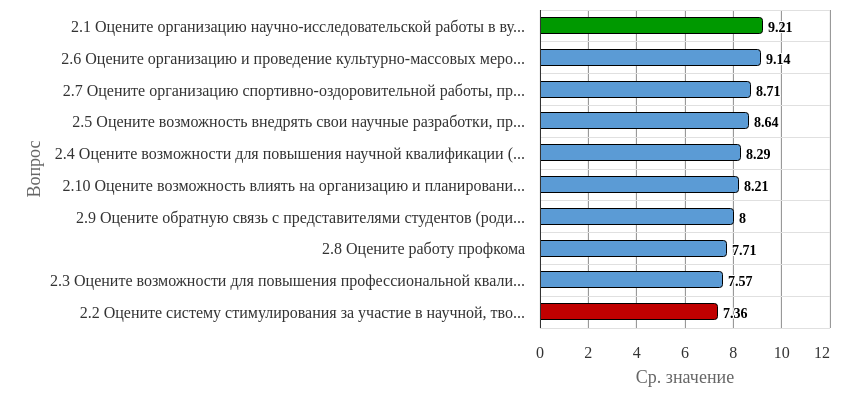 2.1 Оцените организацию научно-исследовательской работы в ву...
9.21
2.6 Оцените организацию и проведение культурно-массовых меро...
9.14
2.7 Оцените организацию спортивно-оздоровительной работы, пр...
8.71
2.5 Оцените возможность внедрять свои научные разработки, пр...
8.64
2.4 Оцените возможности для повышения научной квалификации (...
8.29
2.10 Оцените возможность влиять на организацию и планировани...
8.21
2.9 Оцените обратную связь с представителями студентов (роди...
8
2.8 Оцените работу профкома
7.71
2.3 Оцените возможности для повышения профессиональной квали...
7.57
2.2 Оцените систему стимулирования за участие в научной, тво...
7.36
Вопрос
0 2 4 6 8 10 12
Ср. значение